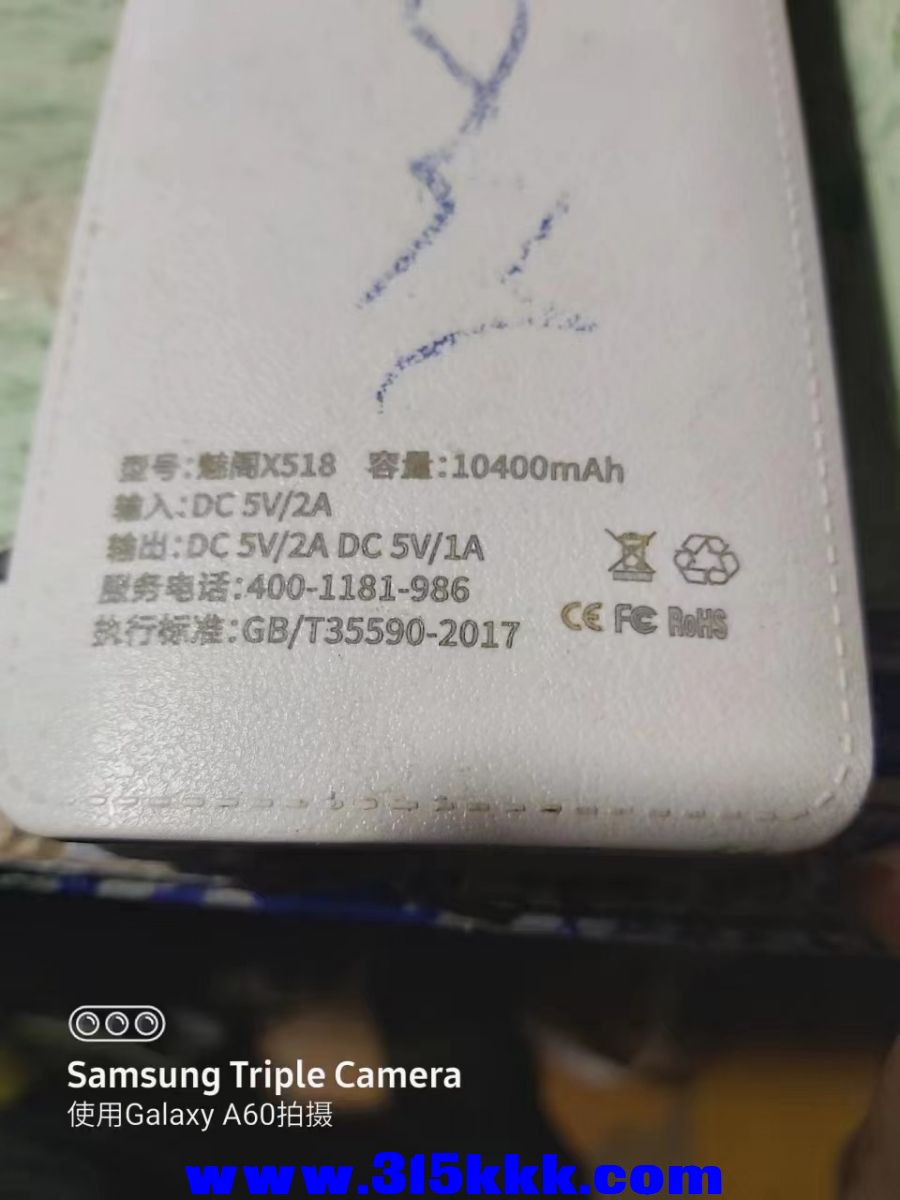 型号:魅阁X518 容量:10400mAh
输入:DC 5V/2A
输出:DC 5V/2A DC 5V/1A
服务电话:400-1181-986
执行标准:GB/T35590-2017
CE FC RoHS
Samsung Triple Camera
使用Galaxy A60拍摄
www.315kkk.com